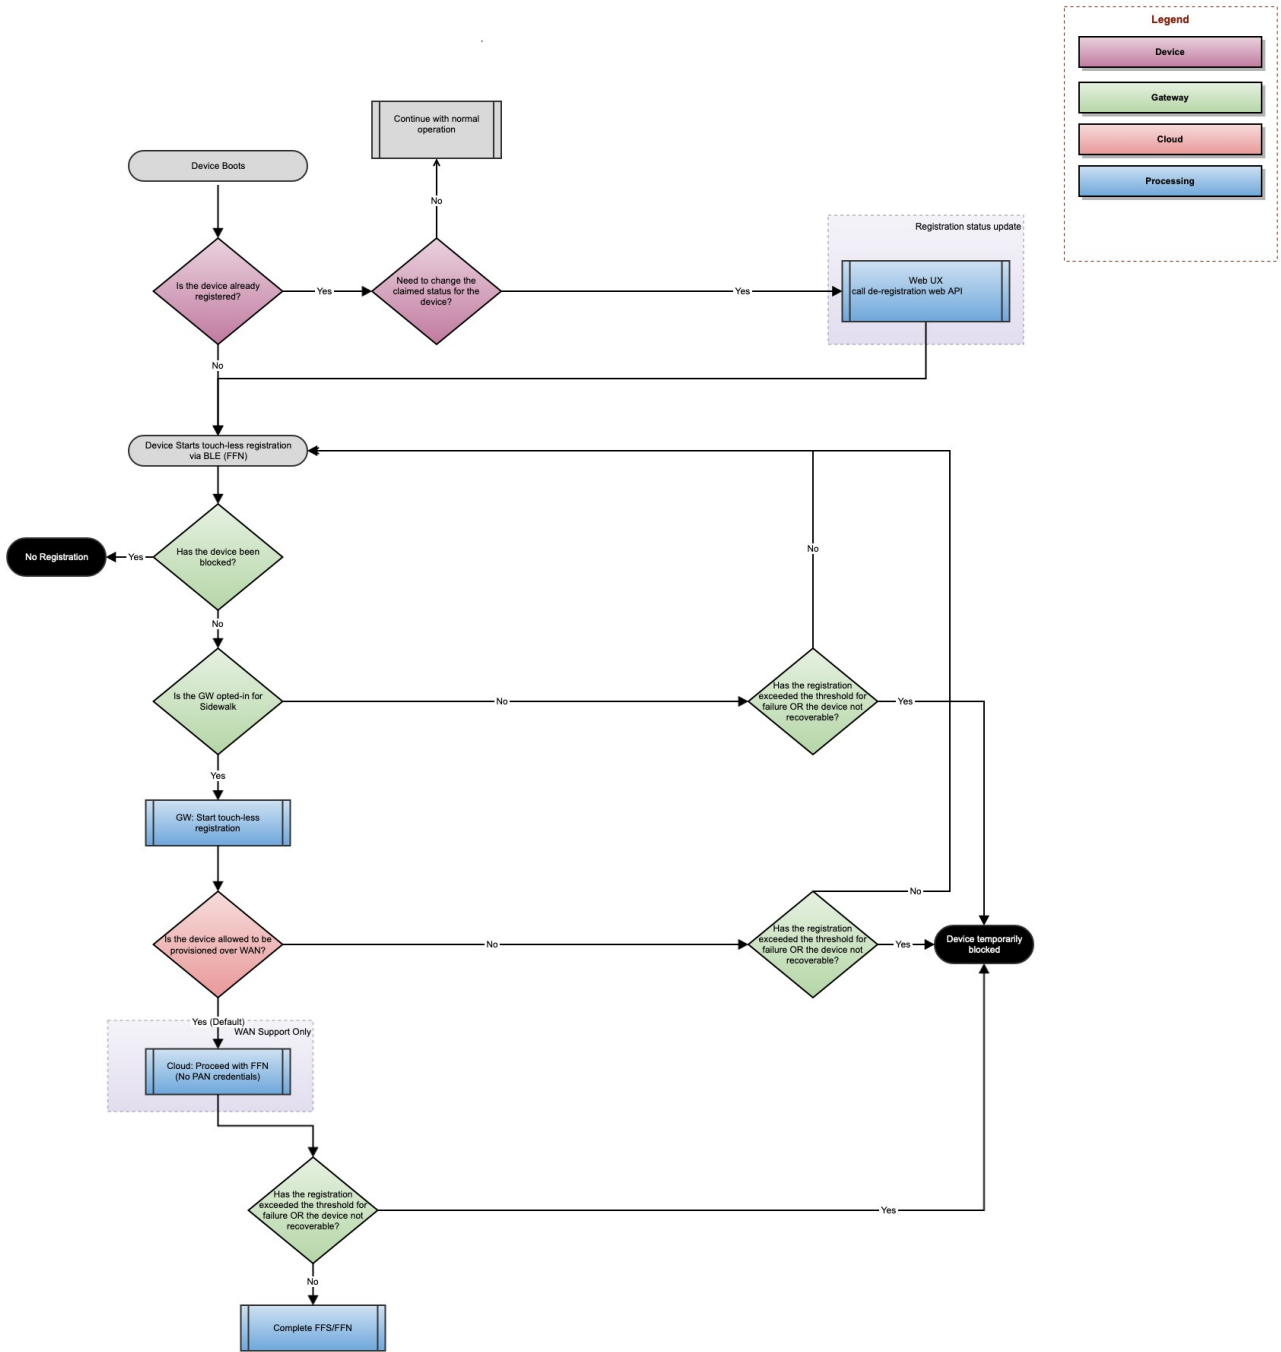 Legend
Device
Gateway
Cloud
Processing
Continue with normal
operation
Device Boots
No
Registration status update
Is the device already
registered?
Yes
Need to change the
claimed status for the
device?
Yes
Web UX
call de-registration web API
No
Device Starts touch-less registration
via BLE (FFN)
No Registration
Yes
Has the device been
blocked?
No
No
Is the GW opted-in for
Sidewalk
No
Has the registration
exceeded the threshold for
failure OR the device not
recoverable?
Yes
Yes
GW: Start touch-less
registration
No
Is the device allowed to be
provisioned over WAN?
No
Has the registration
exceeded the threshold for
failure OR the device not
recoverable?
Yes
Device temporarily
blocked
Yes (Default)
WAN Support Only
Cloud: Proceed with FFN
(No PAN credentials)
Has the registration
exceeded the threshold for
failure OR the device not
recoverable?
Yes
No
Complete FFS/FFN